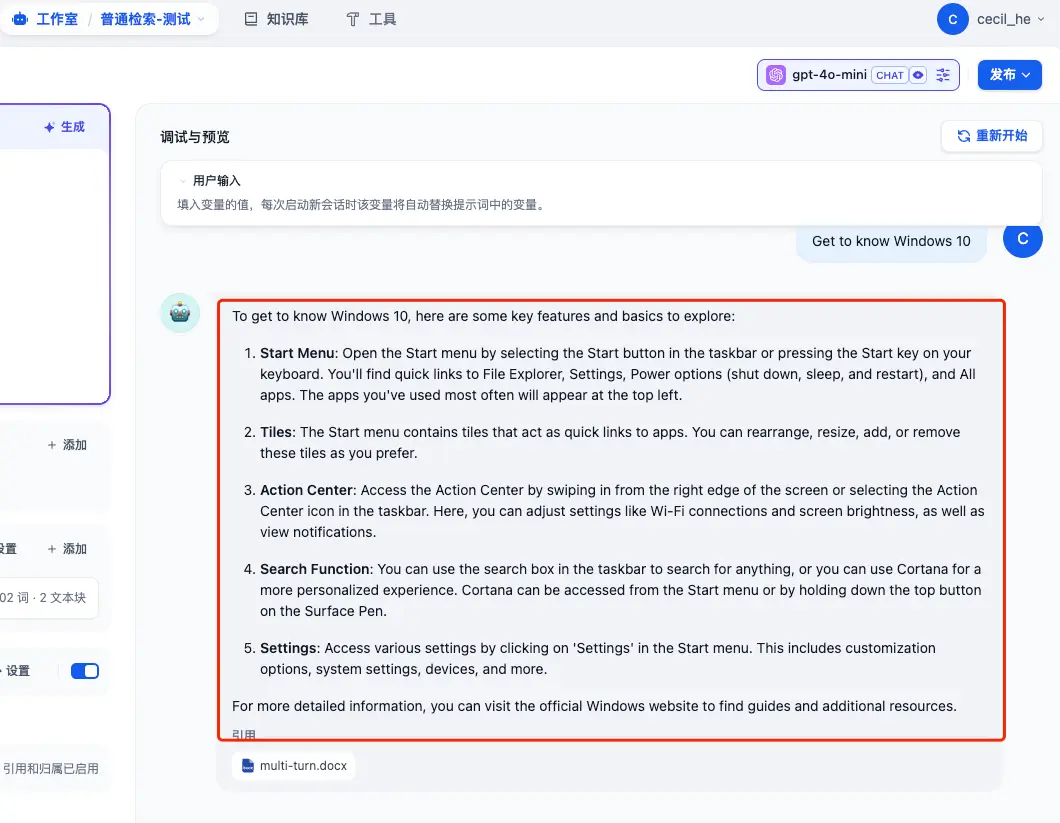 工作室 / 普通检索-测试 知识库 工具 C cecil_he
gpt-4o-mini CHAT 发布
生成
调试与预览 重新开始
用户输入
填入变量的值，每次启动新会话时该变量将自动替换提示词中的变量。
Get to know Windows 10 C
To get to know Windows 10, here are some key features and basics to explore:
1. Start Menu: Open the Start menu by selecting the Start button in the taskbar or pressing the Start key on your
keyboard. You'll find quick links to File Explorer, Settings, Power options (shut down, sleep, and restart), and All
apps. The apps you've used most often will appear at the top left.
2. Tiles: The Start menu contains tiles that act as quick links to apps. You can rearrange, resize, add, or remove
these tiles as you prefer.
3. Action Center: Access the Action Center by swiping in from the right edge of the screen or selecting the Action
Center icon in the taskbar. Here, you can adjust settings like Wi-Fi connections and screen brightness, as well as
view notifications.
4. Search Function: You can use the search box in the taskbar to search for anything, or you can use Cortana for a
more personalized experience. Cortana can be accessed from the Start menu or by holding down the top button
on the Surface Pen.
5. Settings: Access various settings by clicking on 'Settings' in the Start menu. This includes customization
options, system settings, devices, and more.
For more detailed information, you can visit the official Windows website to find guides and additional resources.
引用
multi-turn.docx
+ 添加
设置 + 添加
02 词 · 2 文本块
设置
引用和归属已启用